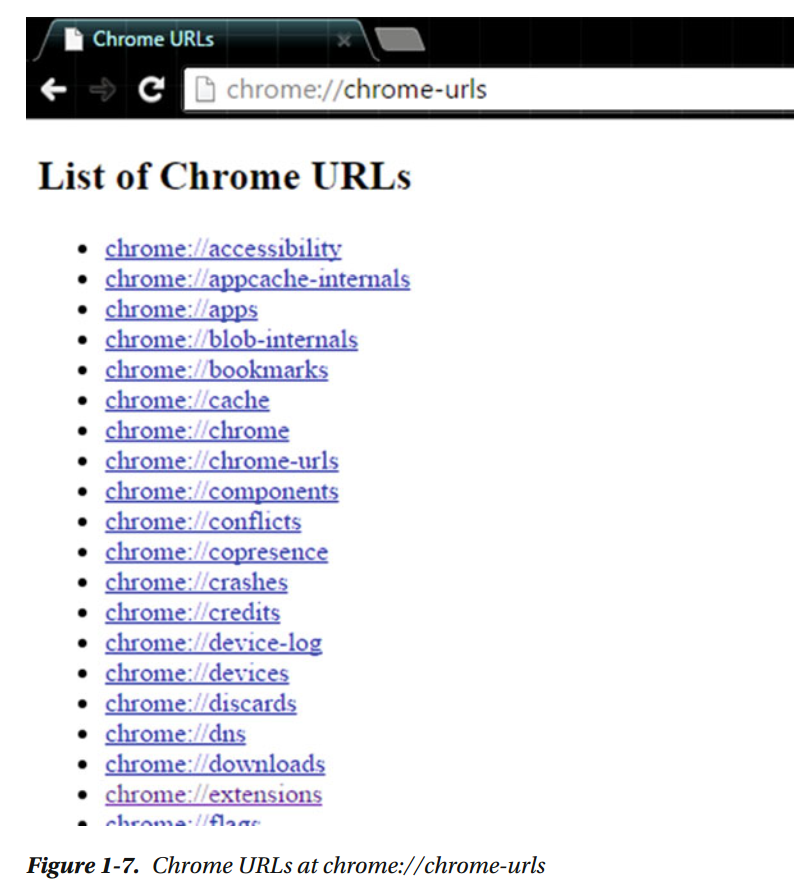 Chrome URLs
chrome://chrome-urls
List of Chrome URLs
chrome://accessibility
chrome://appcache-internals
chrome://apps
chrome://blob-internals
chrome://bookmarks
chrome://cache
chrome://chrome
chrome://chrome-urls
chrome://components
chrome://conflicts
chrome://copresence
chrome://crashes
chrome://credits
chrome://device-log
chrome://devices
chrome://discards
chrome://dns
chrome://downloads
chrome://extensions
chrome://flags
Figure 1-7. Chrome URLs at chrome://chrome-urls